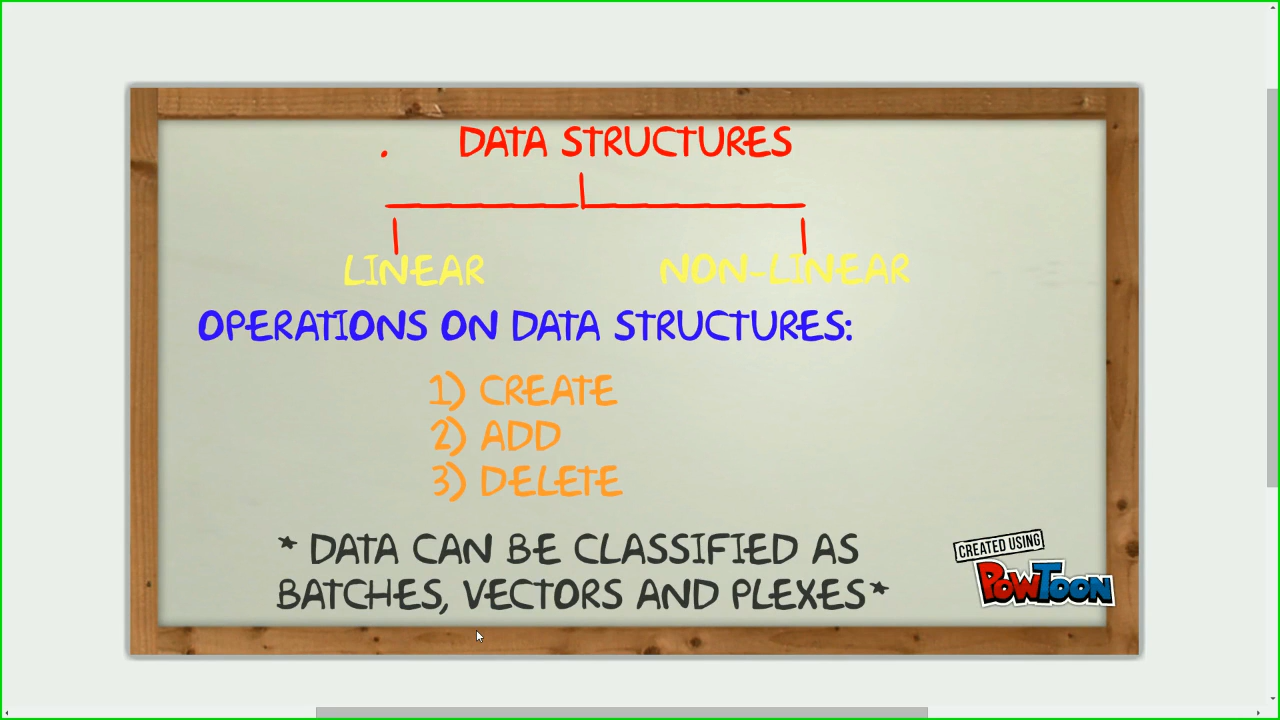 . DATA STRUCTURES
LINEAR NON-LINEAR
OPERATIONS ON DATA STRUCTURES:
1) CREATE
2) ADD
3) DELETE
* DATA CAN BE CLASSIFIED AS
BATCHES, VECTORS AND PLEXES*
CREATED USING
POWTOON